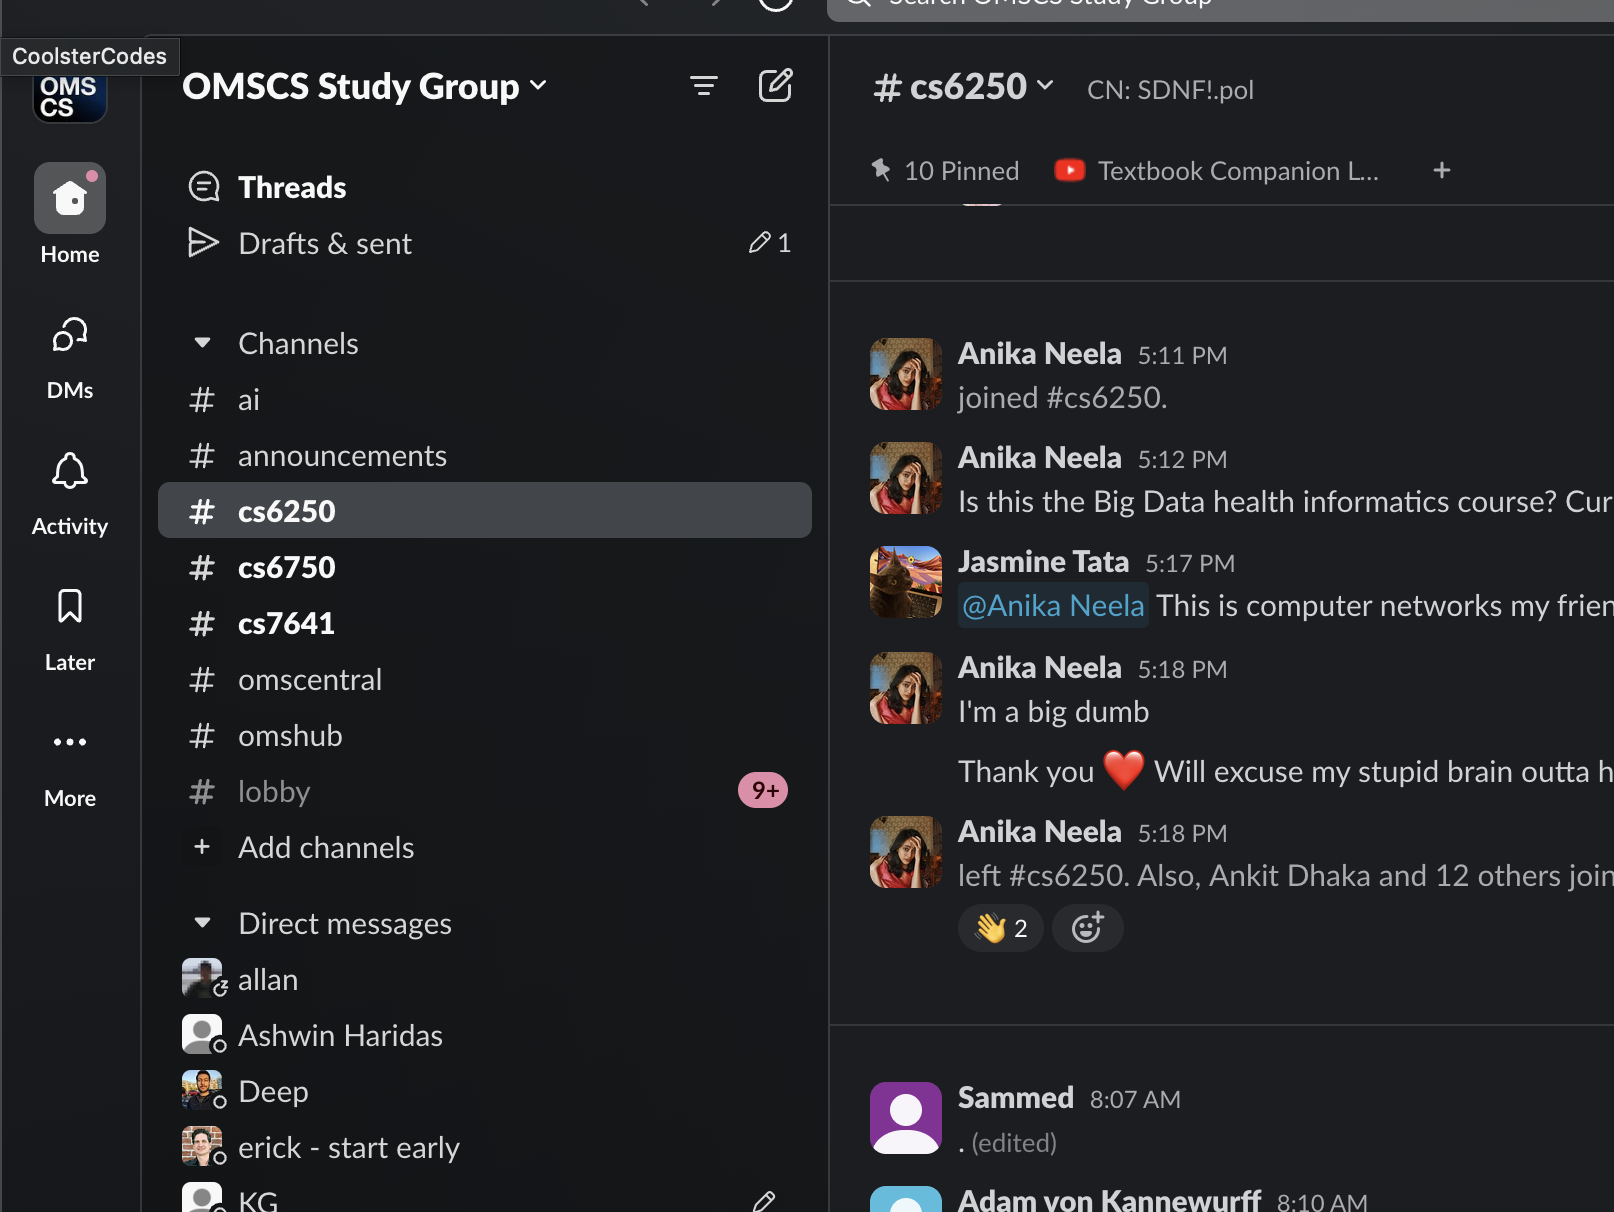 Search OMSCS Study Group
CoolsterCodes
OMS
CS
Home
DMs
Activity
Later
More
OMSCS Study Group
Threads
Drafts & sent
1
Channels
# ai
# announcements
# cs6250
# cs6750
# cs7641
# omscentral
# omshub
# lobby
9+
+ Add channels
Direct messages
allan
Ashwin Haridas
Deep
erick - start early
KG
# cs6250
CN: SDNF!.pol
10 Pinned
Textbook Companion L...
+
Anika Neela 5:11 PM
joined #cs6250.
Anika Neela 5:12 PM
Is this the Big Data health informatics course? Cur
Jasmine Tata 5:17 PM
@Anika Neela This is computer networks my frien
Anika Neela 5:18 PM
I'm a big dumb
Thank you ❤️ Will excuse my stupid brain outta h
Anika Neela 5:18 PM
left #cs6250. Also, Ankit Dhaka and 12 others join
👋 2
Sammed 8:07 AM
. (edited)
Adam von Kannewurff 8:10 AM